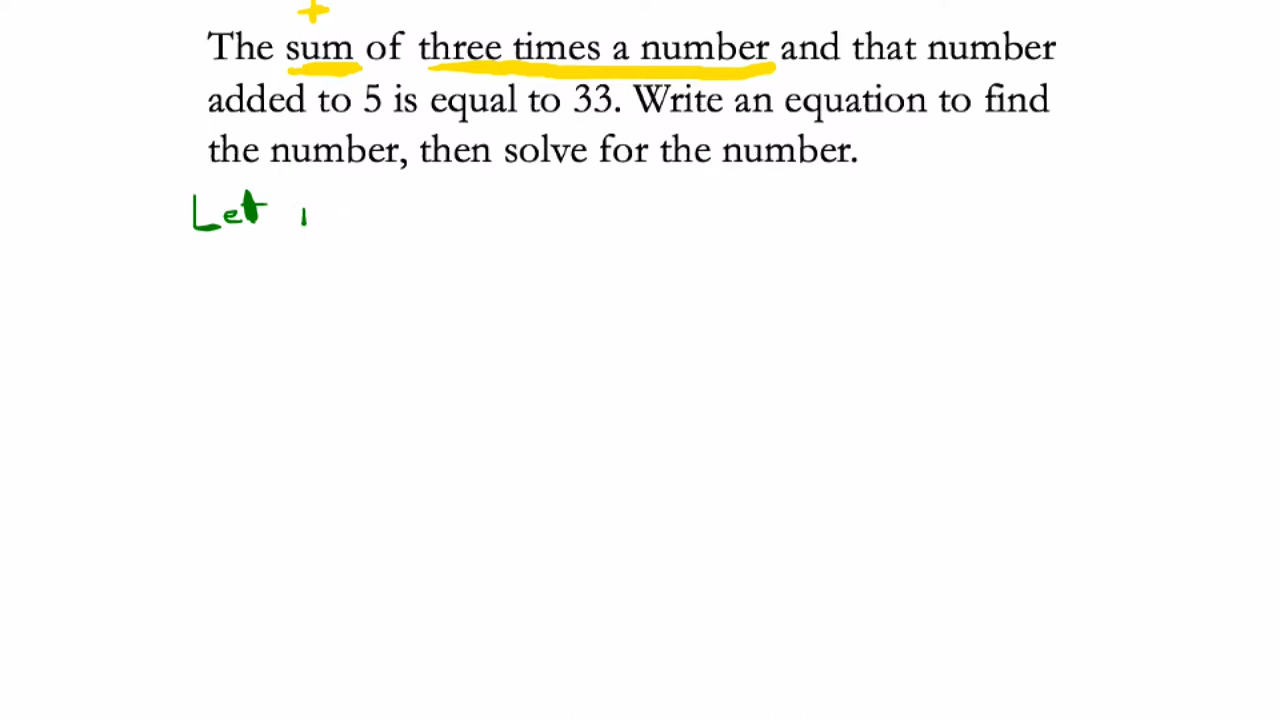 +
The sum of three times a number and that number
added to 5 is equal to 33. Write an equation to find
the number, then solve for the number.
Let